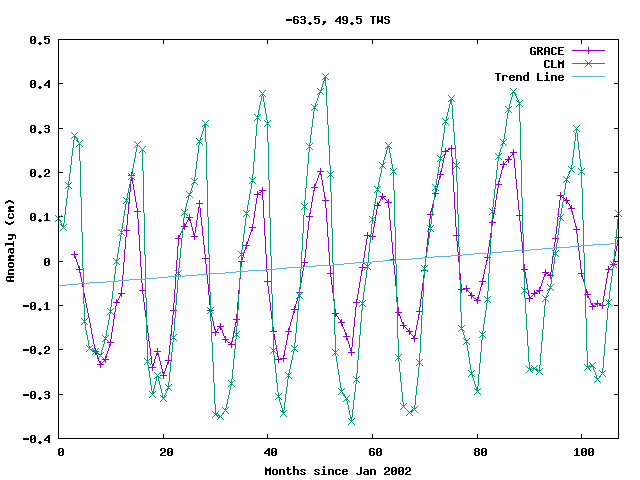 -63.5, 49.5 TWS
0.5
GRACE
CLM
Trend Line
0.4
0.3
0.2
0.1
0
-0.1
-0.2
-0.3
-0.4
Anomaly (cm)
0 20 40 60 80 100
Months since Jan 2002